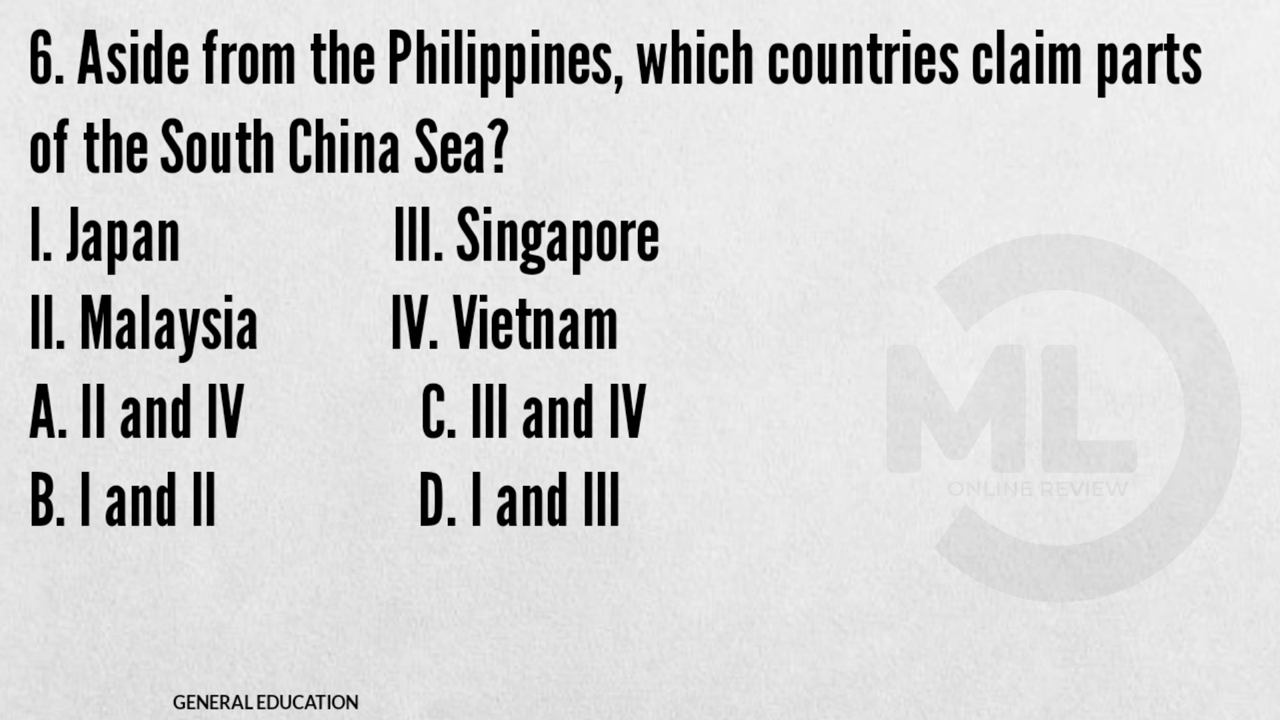 6. Aside from the Philippines, which countries claim parts
of the South China Sea?
I. Japan III. Singapore
II. Malaysia IV. Vietnam
A. II and IV C. III and IV
B. I and II D. I and III
ML
ONLINE REVIEW
GENERAL EDUCATION